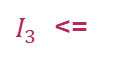 I₃ <=